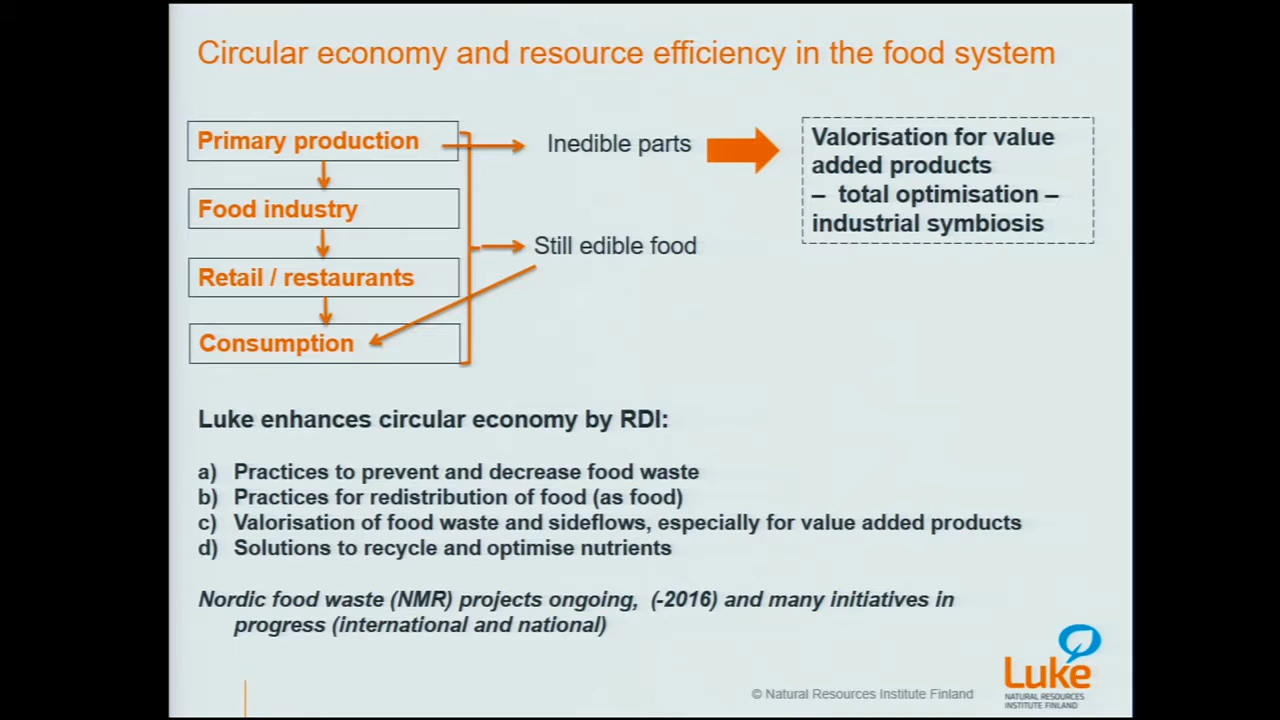 Circular economy and resource efficiency in the food system
Primary production
Food industry
Retail / restaurants
Consumption
Inedible parts
Still edible food
Valorisation for value
added products
– total optimisation –
industrial symbiosis
Luke enhances circular economy by RDI:
a) Practices to prevent and decrease food waste
b) Practices for redistribution of food (as food)
c) Valorisation of food waste and sideflows, especially for value added products
d) Solutions to recycle and optimise nutrients
Nordic food waste (NMR) projects ongoing, (-2016) and many initiatives in
progress (international and national)
© Natural Resources Institute Finland
Luke
NATURAL RESOURCES
INSTITUTE FINLAND